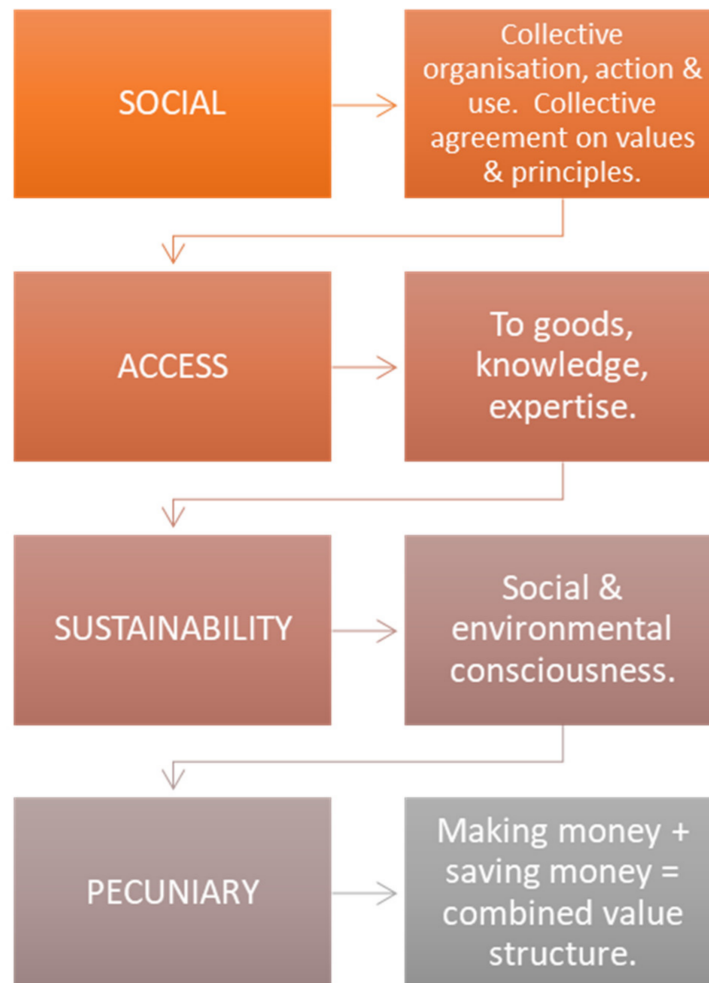 SOCIAL
Collective
organisation, action &
use.  Collective
agreement on values
& principles.
ACCESS
To goods,
knowledge,
expertise.
SUSTAINABILITY
Social &
environmental
consciousness.
PECUNIARY
Making money +
saving money =
combined value
structure.